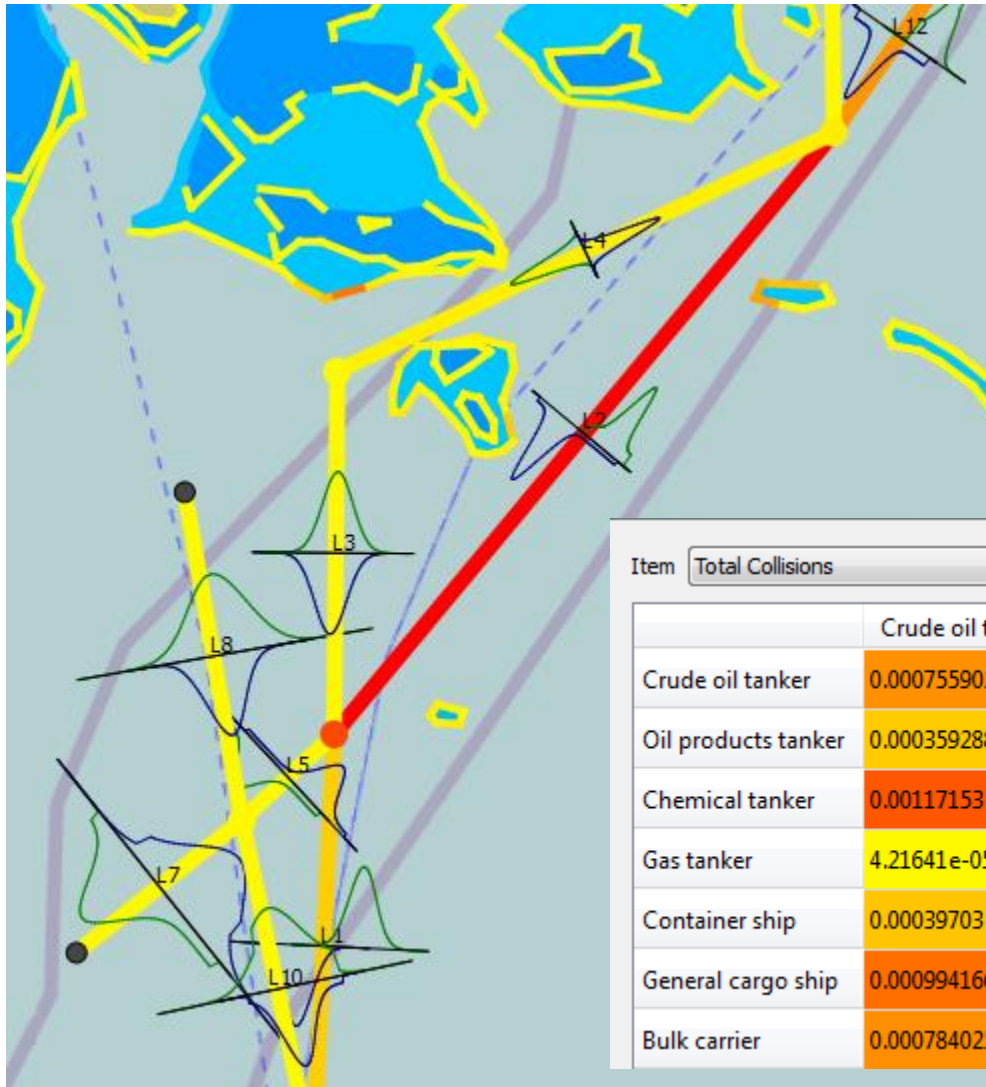 L12
L4
L2
L3
L8
L5
L7
L1
L10
Item Total Collisions
Crude oil t
Crude oil tanker 0.00075590
Oil products tanker 0.00035928
Chemical tanker 0.00117153
Gas tanker 4.21641e-05
Container ship 0.00039703
General cargo ship 0.00099416
Bulk carrier 0.00078402